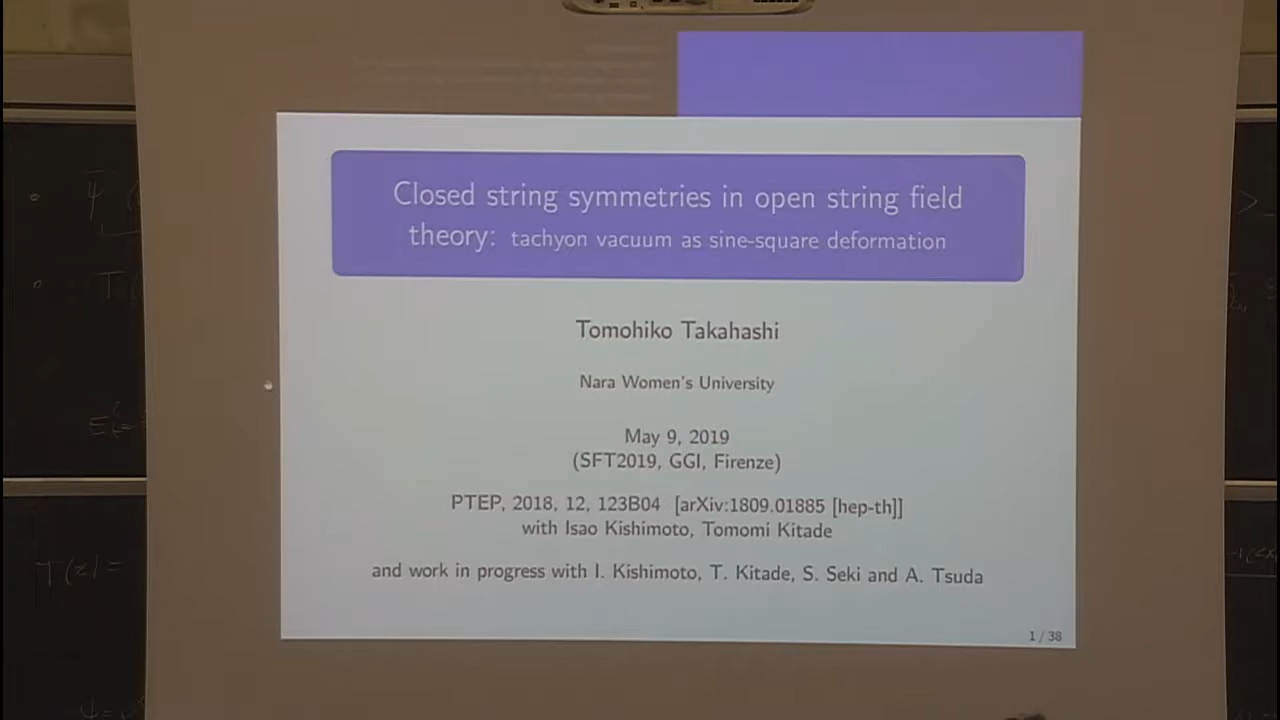 Closed string symmetries in open string field
theory: tachyon vacuum as sine-square deformation
Tomohiko Takahashi
Nara Women's University
May 9, 2019
(SFT2019, GGI, Firenze)
PTEP, 2018, 12, 123B04 [arXiv:1809.01885 [hep-th]]
with Isao Kishimoto, Tomomi Kitade
and work in progress with I. Kishimoto, T. Kitade, S. Seki and A. Tsuda
1 / 38
T(z) =